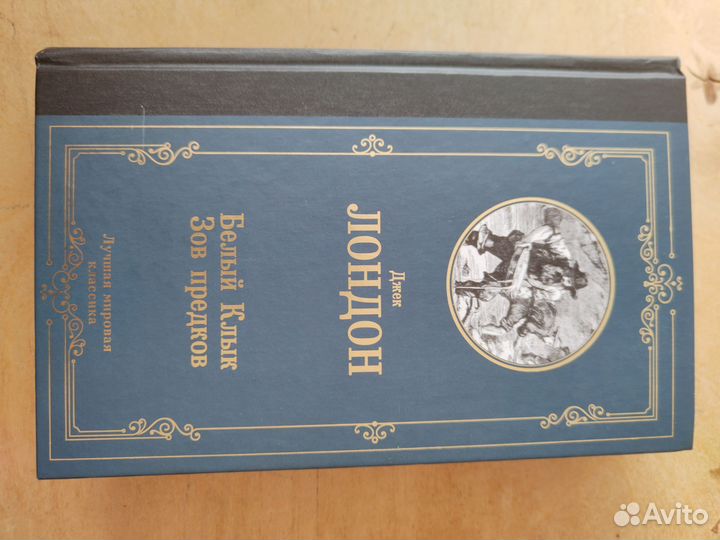 Джек
ЛОНДОН
Белый Клык
Зов предков
Лучшая мировая
классика
Avito